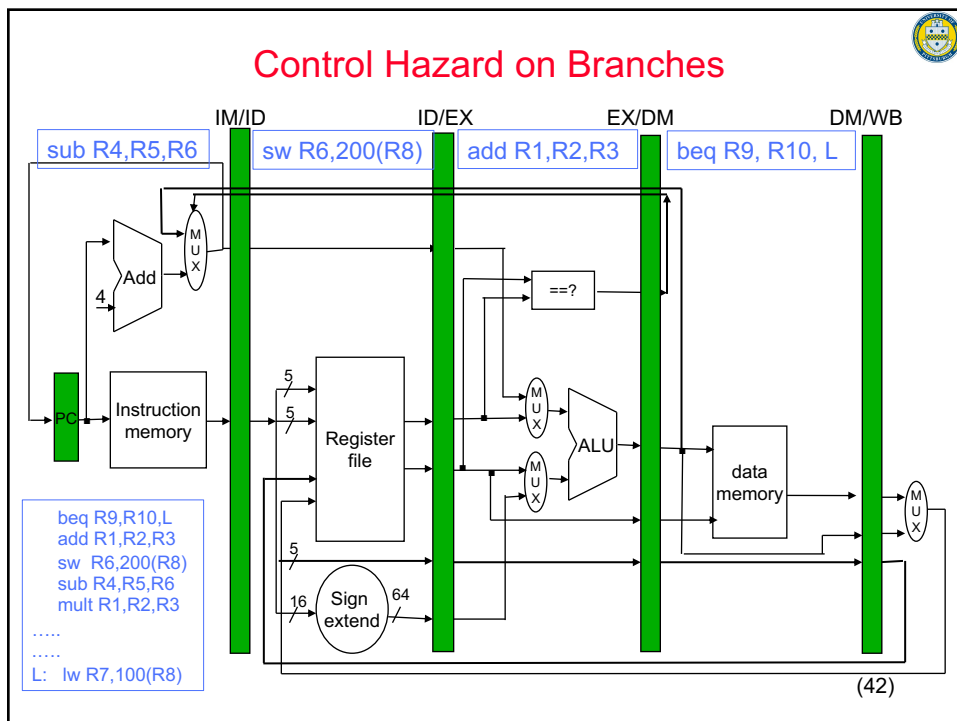 Control Hazard on Branches
IM/ID
ID/EX
EX/DM
DM/WB
sub R4,R5,R6
sw R6,200(R8)
add R1,R2,R3
beq R9, R10, L
M
U
X
Add
4
==?
PC
Instruction
memory
5
5
Register
file
M
U
X
M
U
X
ALU
data
memory
M
U
X
5
16
Sign
extend
64
beq R9,R10,L
add R1,R2,R3
sw R6,200(R8)
sub R4,R5,R6
mult R1,R2,R3
.....
.....
L: lw R7,100(R8)
(42)